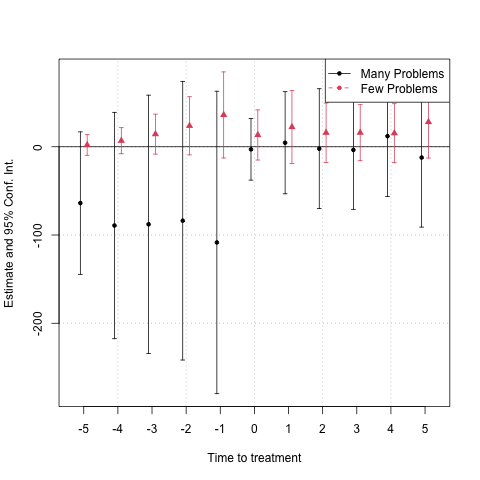 Many Problems
Few Problems
Estimate and 95% Conf. Int.
0
-100
-200
-5 -4 -3 -2 -1 0 1 2 3 4 5
Time to treatment